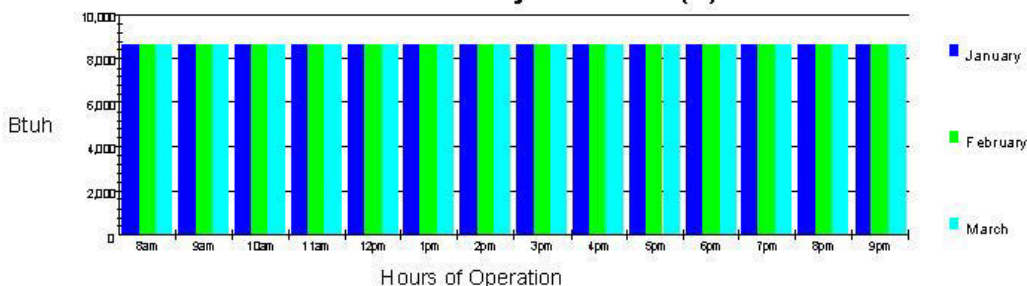 10,000
8,000
6,000
4,000
2,000
0
Btuh
8am 9am 10am 11am 12pm 1pm 2pm 3pm 4pm 5pm 6pm 7pm 8pm 9pm
Hours of Operation
January
February
March